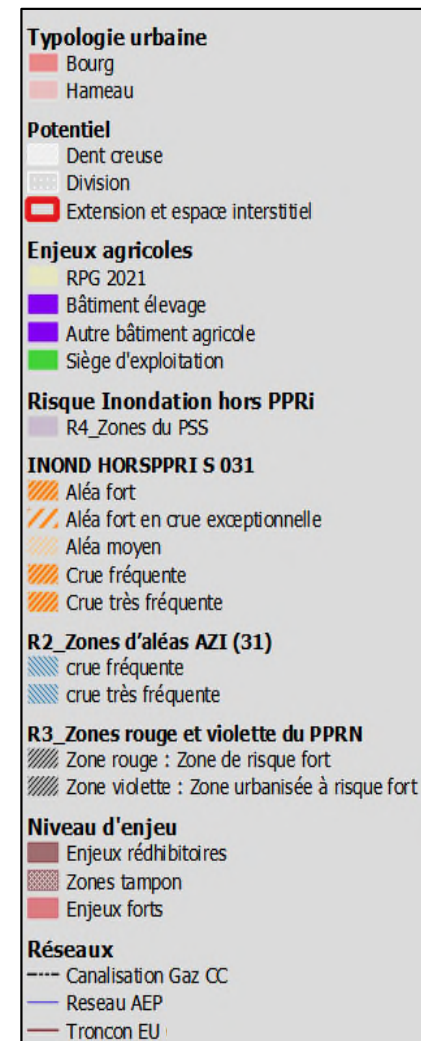 Typologie urbaine
Bourg
Hameau
Potentiel
Dent creuse
Division
Extension et espace interstitiel
Enjeux agricoles
RPG 2021
Bâtiment élevage
Autre bâtiment agricole
Siège d'exploitation
Risque Inondation hors PPRi
R4_Zones du PSS
INOND HORSPPRI S 031
Aléa fort
Aléa fort en crue exceptionnelle
Aléa moyen
Crue fréquente
Crue très fréquente
R2_Zones d'aléas AZI (31)
crue fréquente
crue très fréquente
R3_Zones rouge et violette du PPRN
Zone rouge : Zone de risque fort
Zone violette : Zone urbanisée à risque fort
Niveau d'enjeu
Enjeux rédhibitoires
Zones tampon
Enjeux forts
Réseaux
Canalisation Gaz CC
Reseau AEP
Troncon EU